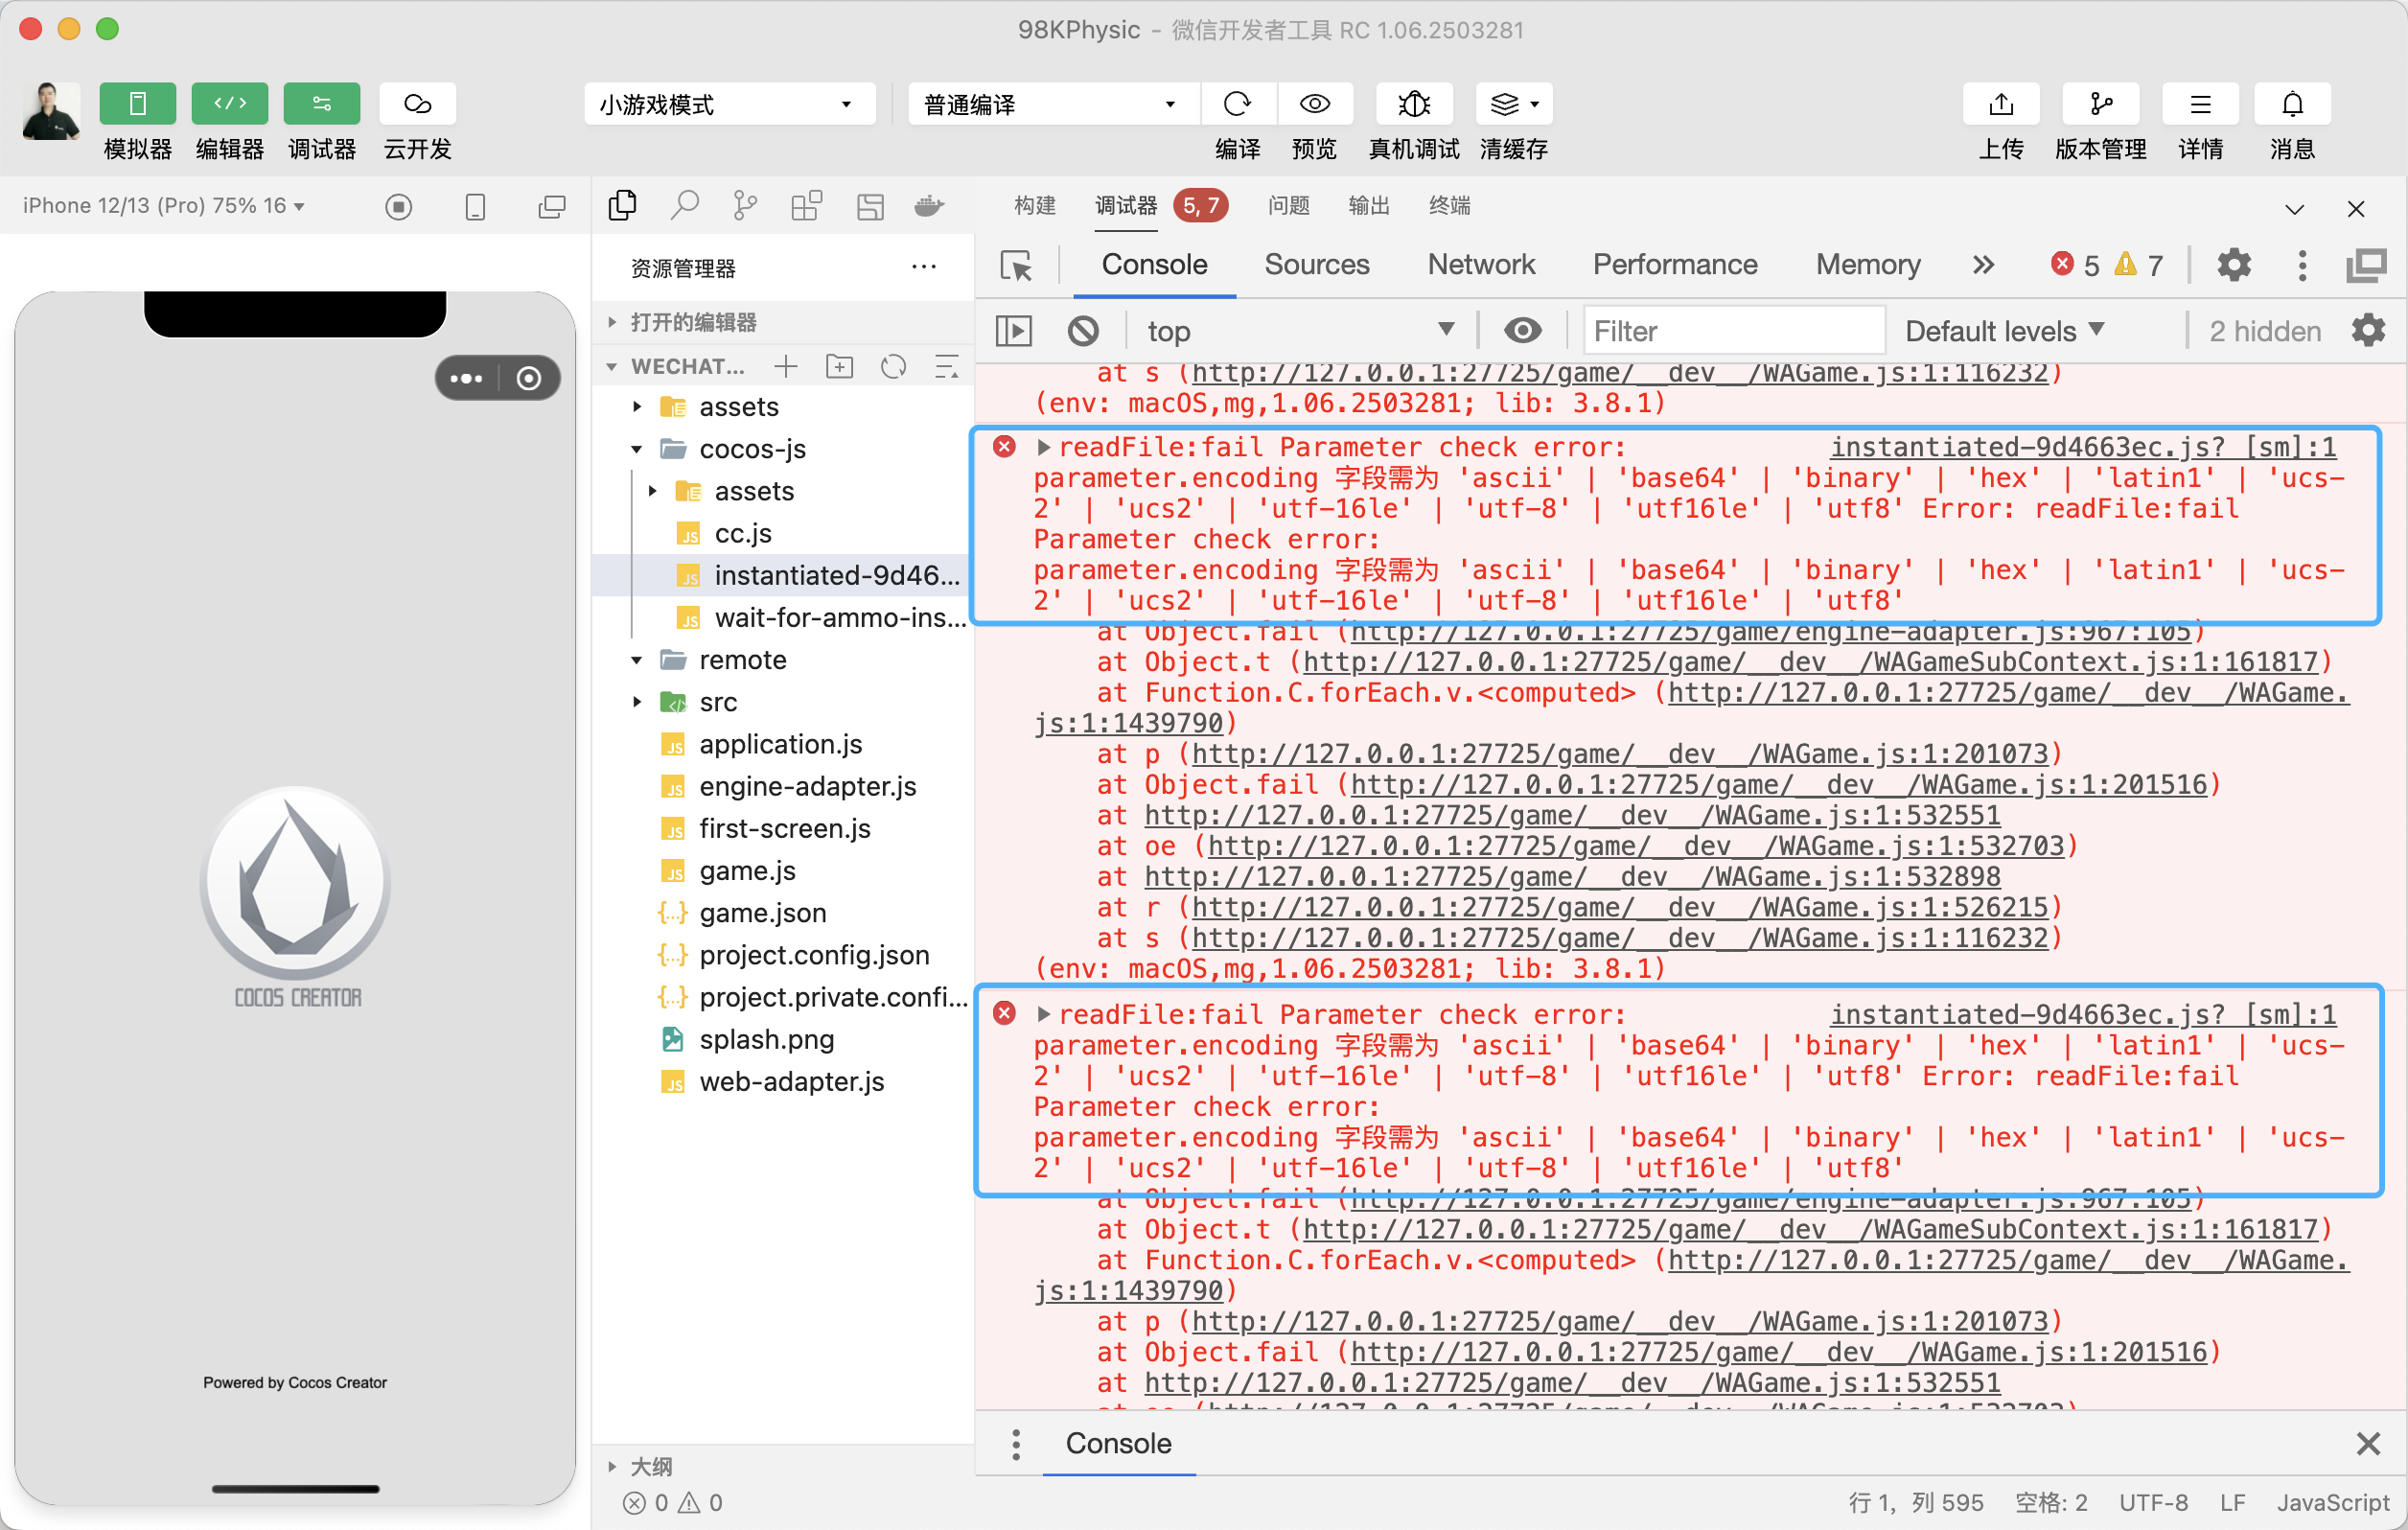 98KPhysic - 微信开发者工具 RC 1.06.2503281
小游戏模式
普通编译
模拟器
编辑器
调试器
云开发
编译
预览
真机调试
清缓存
上传
版本管理
详情
消息
iPhone 12/13 (Pro) 75% 16
COCOS CREATOR
Powered by Cocos Creator
资源管理器
打开的编辑器
WECHAT...
assets
cocos-js
assets
cc.js
instantiated-9d46...
wait-for-ammo-ins...
remote
src
application.js
engine-adapter.js
first-screen.js
game.js
game.json
project.config.json
project.private.confi...
splash.png
web-adapter.js
大纲
0 0
构建 调试器 5, 7 问题 输出 终端
Console Sources Network Performance Memory 5 7
top Filter Default levels 2 hidden
at s (http://127.0.0.1:27725/game/__dev__/WAGame.js:1:116232)
(env: macOS,mg,1.06.2503281; lib: 3.8.1)
readFile:fail Parameter check error: instantiated-9d4663ec.js? [sm]:1
parameter.encoding 字段需为 'ascii' | 'base64' | 'binary' | 'hex' | 'latin1' | 'ucs-
2' | 'ucs2' | 'utf-16le' | 'utf-8' | 'utf16le' | 'utf8' Error: readFile:fail
Parameter check error:
parameter.encoding 字段需为 'ascii' | 'base64' | 'binary' | 'hex' | 'latin1' | 'ucs-
2' | 'ucs2' | 'utf-16le' | 'utf-8' | 'utf16le' | 'utf8'
at Object.fail (http://127.0.0.1:27725/game/engine-adapter.js:967:105)
at Object.t (http://127.0.0.1:27725/game/__dev__/WAGameSubContext.js:1:161817)
at Function.C.forEach.v.<computed> (http://127.0.0.1:27725/game/__dev__/WAGame.
js:1:1439790)
at p (http://127.0.0.1:27725/game/__dev__/WAGame.js:1:201073)
at Object.fail (http://127.0.0.1:27725/game/__dev__/WAGame.js:1:201516)
at http://127.0.0.1:27725/game/__dev__/WAGame.js:1:532551
at oe (http://127.0.0.1:27725/game/__dev__/WAGame.js:1:532703)
at http://127.0.0.1:27725/game/__dev__/WAGame.js:1:532898
at r (http://127.0.0.1:27725/game/__dev__/WAGame.js:1:526215)
at s (http://127.0.0.1:27725/game/__dev__/WAGame.js:1:116232)
(env: macOS,mg,1.06.2503281; lib: 3.8.1)
readFile:fail Parameter check error: instantiated-9d4663ec.js? [sm]:1
parameter.encoding 字段需为 'ascii' | 'base64' | 'binary' | 'hex' | 'latin1' | 'ucs-
2' | 'ucs2' | 'utf-16le' | 'utf-8' | 'utf16le' | 'utf8' Error: readFile:fail
Parameter check error:
parameter.encoding 字段需为 'ascii' | 'base64' | 'binary' | 'hex' | 'latin1' | 'ucs-
2' | 'ucs2' | 'utf-16le' | 'utf-8' | 'utf16le' | 'utf8'
at Object.fail (http://127.0.0.1:27725/game/engine-adapter.js:967:105)
at Object.t (http://127.0.0.1:27725/game/__dev__/WAGameSubContext.js:1:161817)
at Function.C.forEach.v.<computed> (http://127.0.0.1:27725/game/__dev__/WAGame.
js:1:1439790)
at p (http://127.0.0.1:27725/game/__dev__/WAGame.js:1:201073)
at Object.fail (http://127.0.0.1:27725/game/__dev__/WAGame.js:1:201516)
at http://127.0.0.1:27725/game/__dev__/WAGame.js:1:532551
at oe (http://127.0.0.1:27725/game/__dev__/WAGame.js:1:532703)
Console
行 1，列 595 空格: 2 UTF-8 LF JavaScript